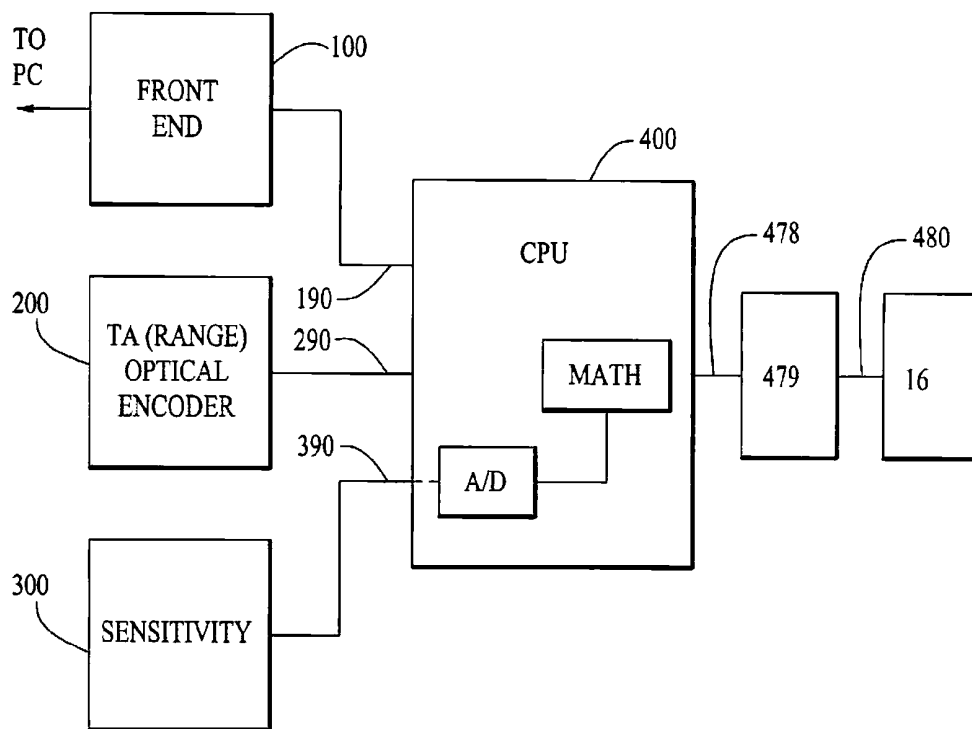 TO
PC
FRONT
END
100
200
TA (RANGE)
OPTICAL
ENCODER
300
SENSITIVITY
190
290
390
400
CPU
MATH
A/D
478
479
480
16